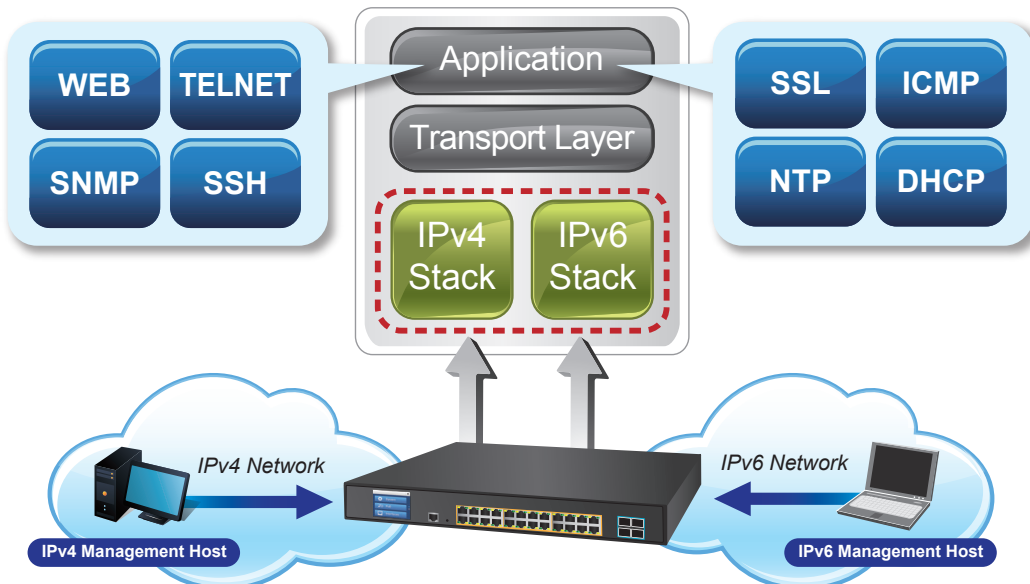 WEB
TELNET
SNMP
SSH
Application
Transport Layer
IPv4
Stack
IPv6
Stack
SSL
ICMP
NTP
DHCP
IPv4 Network
IPv4 Management Host
IPv6 Network
IPv6 Management Host